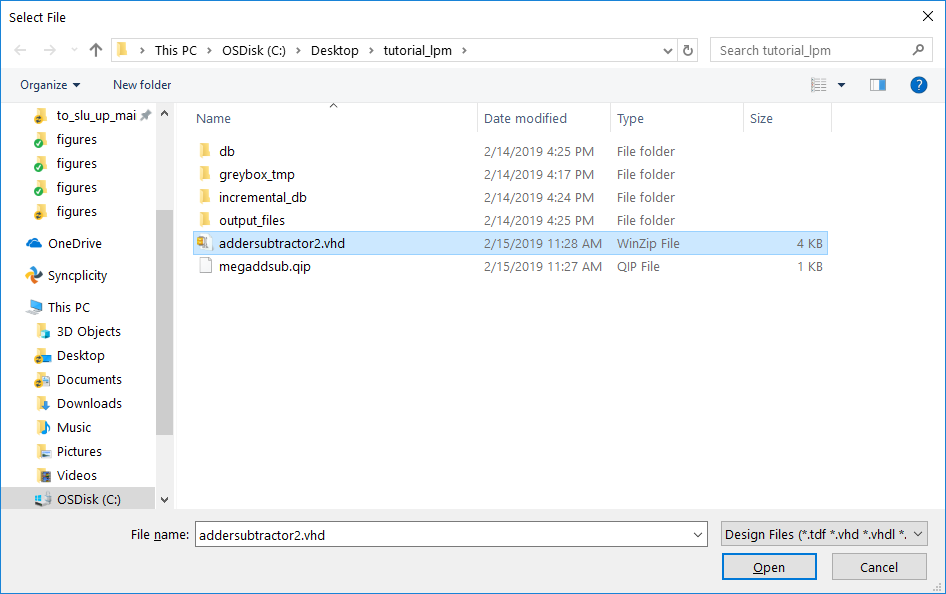 Select File
This PC > OSDisk (C:) > Desktop > tutorial_lpm >
Search tutorial_lpm
Organize
New folder
to_slu_up_mai
figures
figures
figures
figures
OneDrive
Syncplicity
This PC
3D Objects
Desktop
Documents
Downloads
Music
Pictures
Videos
OSDisk (C:)
Name Date modified Type Size
db 2/14/2019 4:25 PM File folder
greybox_tmp 2/14/2019 4:17 PM File folder
incremental_db 2/14/2019 4:24 PM File folder
output_files 2/14/2019 4:25 PM File folder
addersubtractor2.vhd 2/15/2019 11:28 AM WinZip File 4 KB
megaddsub.qip 2/15/2019 11:27 AM QIP File 1 KB
File name: addersubtractor2.vhd
Design Files (*.tdf *.vhd *.vhdl *.
Open
Cancel